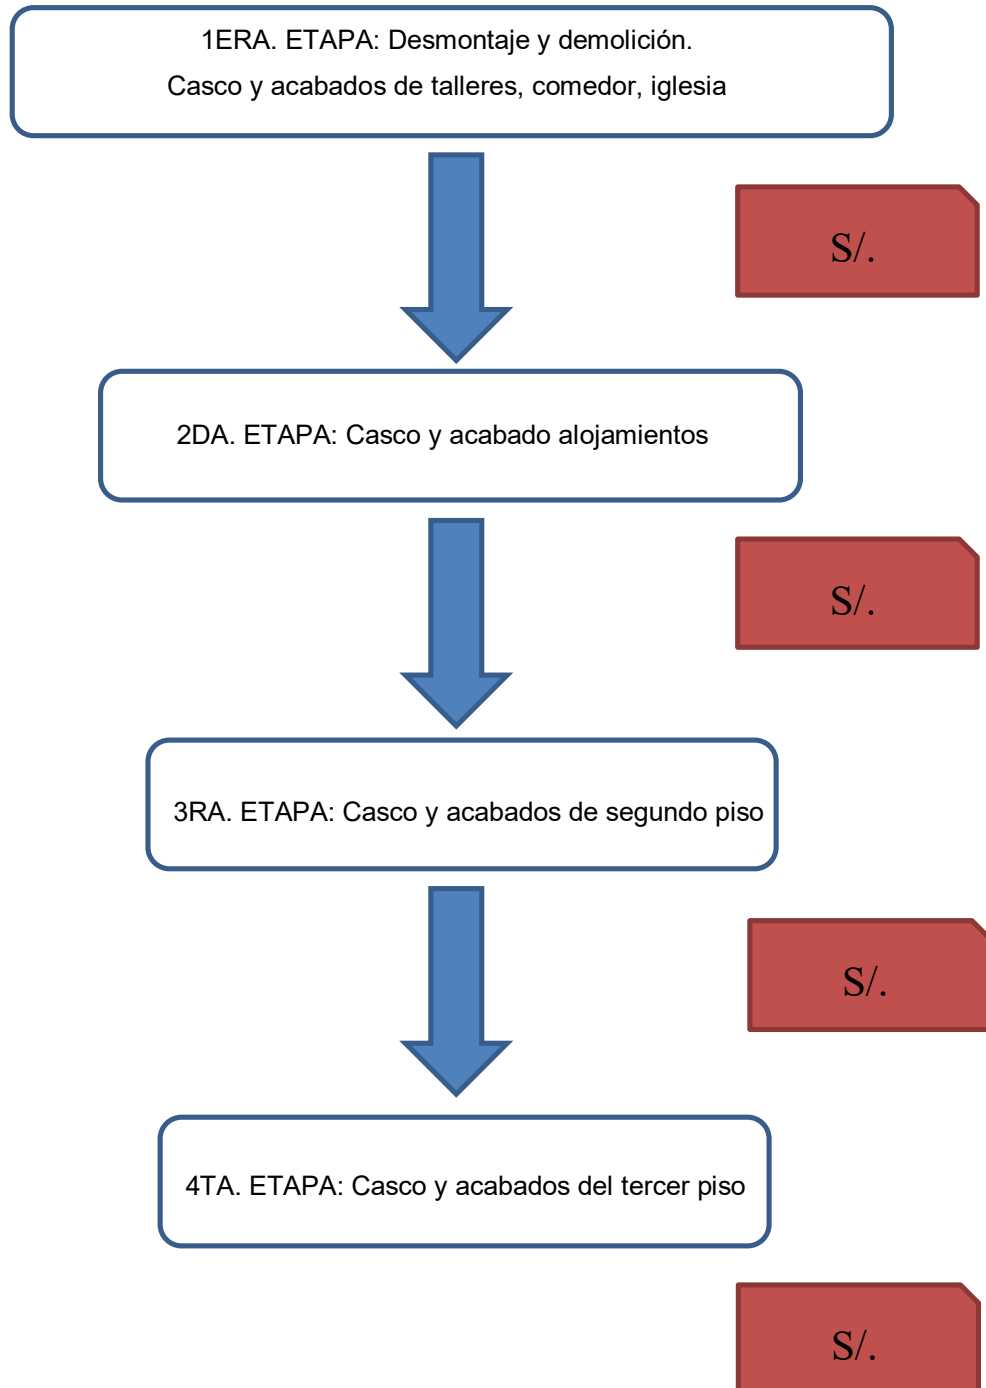 1ERA. ETAPA: Desmontaje y demolición.
Casco y acabados de talleres, comedor, iglesia
S/.
2DA. ETAPA: Casco y acabado alojamientos
S/.
3RA. ETAPA: Casco y acabados de segundo piso
S/.
4TA. ETAPA: Casco y acabados del tercer piso
S/.